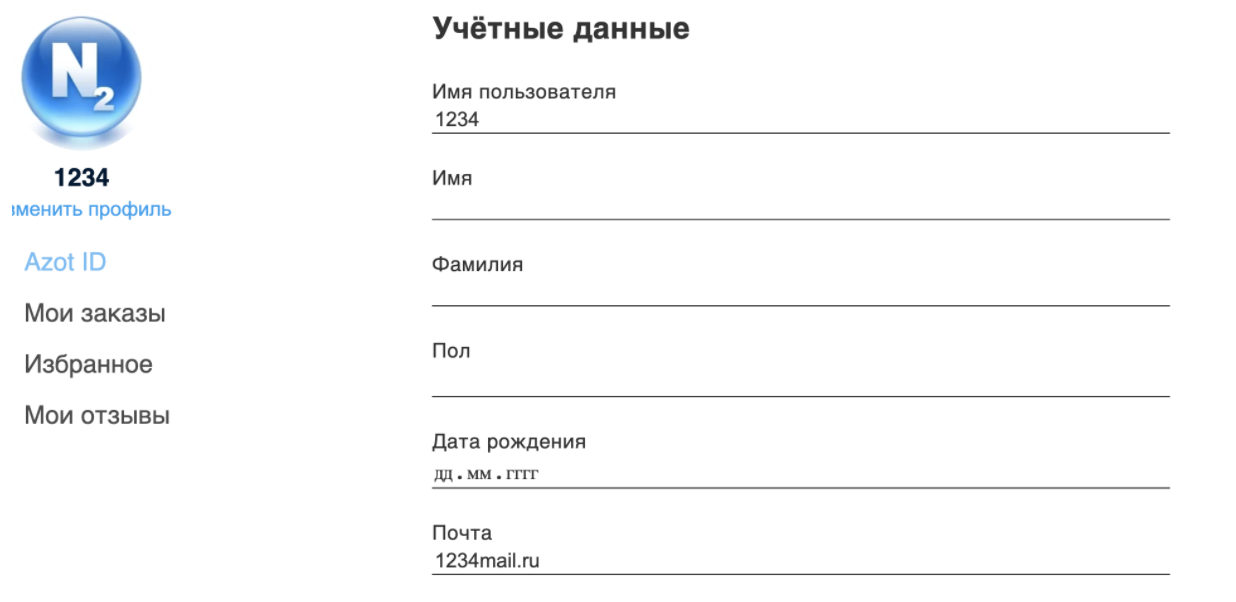 N2
1234
зменить профиль
Azot ID
Мои заказы
Избранное
Мои отзывы
Учётные данные
Имя пользователя
1234
Имя
Фамилия
Пол
Дата рождения
дд.мм.гггг
Почта
1234mail.ru